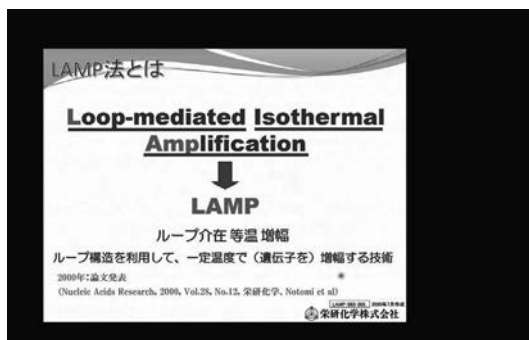 LAMP法とは
Loop-mediated Isothermal
Amplification
LAMP
ループ介在 等温 増幅
ループ構造を利用して、一定温度で（遺伝子を）増幅する技術
2000年：論文発表
(Nucleic Acids Research, 2000, Vol.28, No.12, 栄研化学、Notomi et al)
栄研化学株式会社